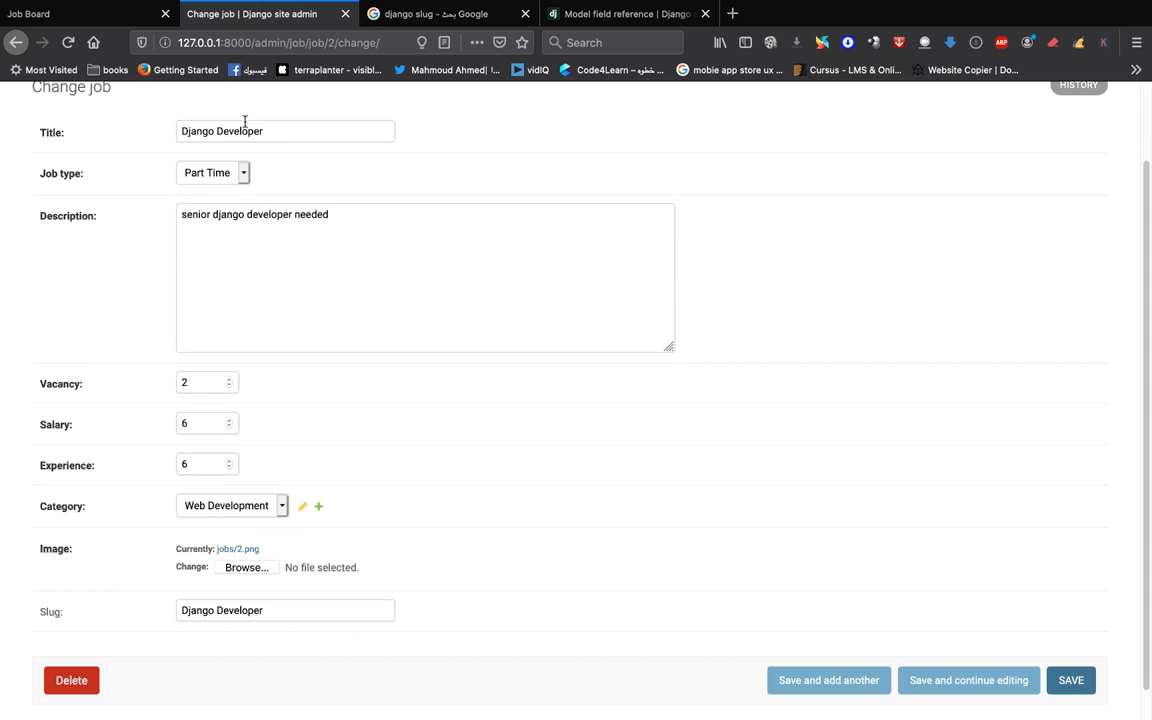 Job Board
Change job | Django site admin
django slug - بحث Google
Model field reference | Django
127.0.0.1:8000/admin/job/job/2/change/
Search
Most Visited
books
Getting Started
فيسبوك
terraplanter - visibl...
Mahmoud Ahmed| l...
vidIQ
Code4Learn – خطوه ...
mobie app store ux ...
Cursus - LMS & Onli...
Website Copier | Do...
Change job
HISTORY
Title:
Django Developer
Job type:
Part Time
Description:
senior django developer needed
Vacancy:
2
Salary:
6
Experience:
6
Category:
Web Development
Image:
Currently: jobs/2.png
Change: Browse... No file selected.
Slug:
Django Developer
Delete
Save and add another
Save and continue editing
SAVE